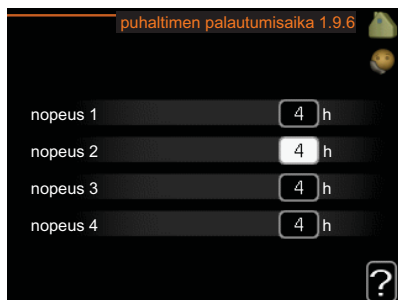 puhaltimen palautumisaika 1.9.6
nopeus 1 4 h
nopeus 2 4 h
nopeus 3 4 h
nopeus 4 4 h
?